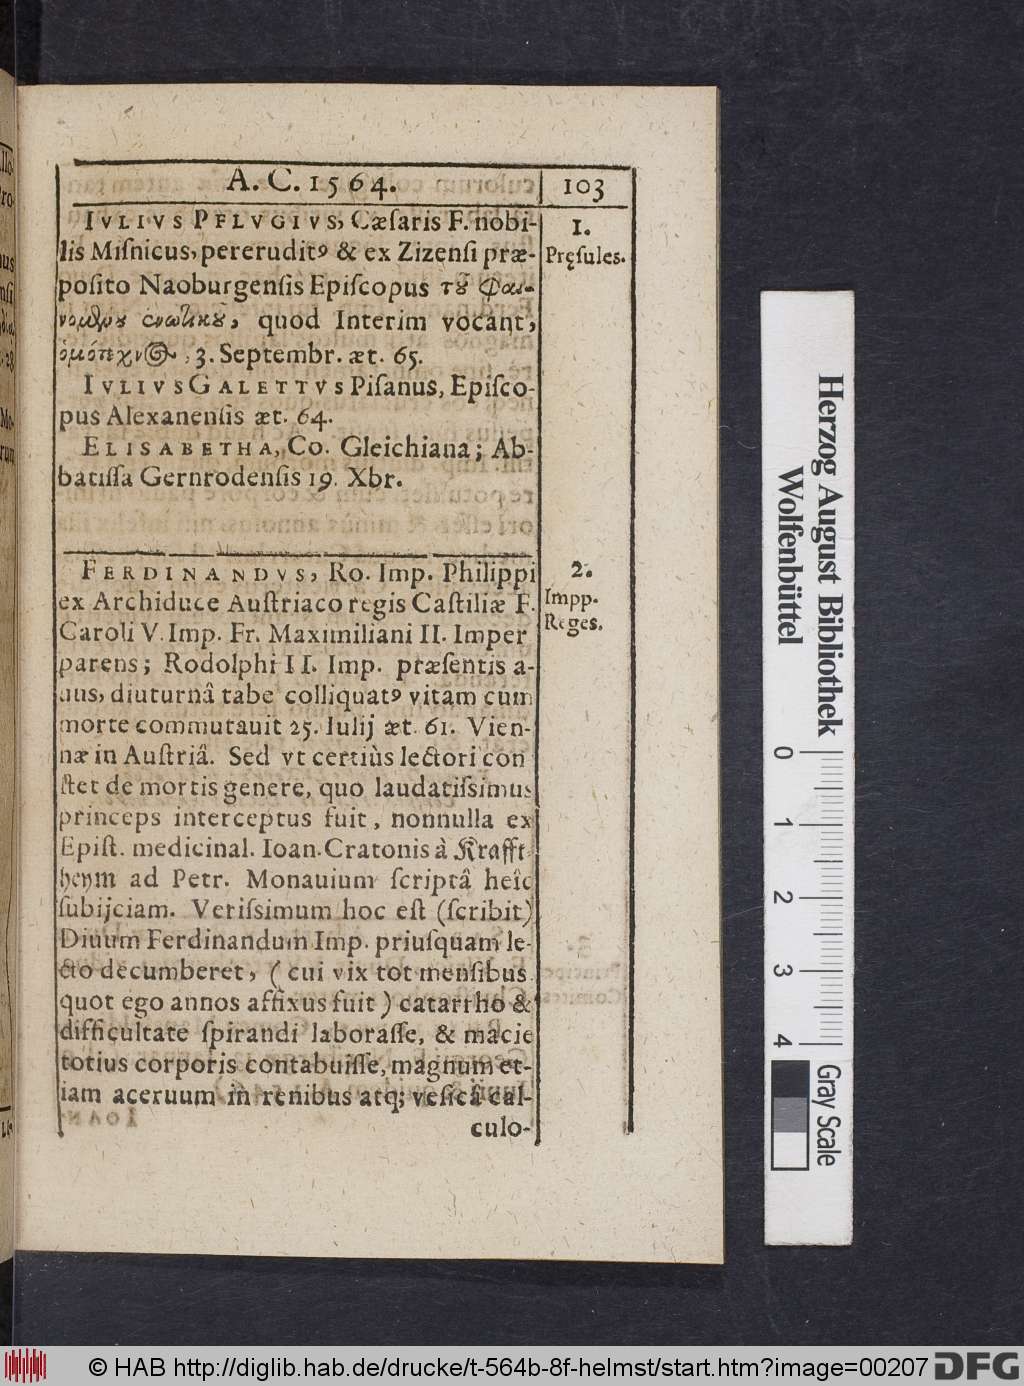 A. C. 1564. 103
IVLIVS PFLVGIVS, Cæſaris F. nobi-
lis Miſnicus, pereruditꝰ & ex Zizenſi præ-
poſito Naoburgenſis Epiſcopus
quod Interim vocant,
3. Septembr. æt. 65.
IVLIVS GALETTVS Piſanus, Epiſco-
pus Alexanenſis æt. 64.
ELISABETHA, Co. Gleichiana; Ab-
batiſſa Gernrodenſis 19. Xbr.
1.
Pręſules.
FERDINANDVS, Ro. Imp. Philippi
ex Archiduce Auſtriaco regis Caſtiliæ F.
Caroli V. Imp. Fr. Maximiliani II. Imper
parens; Rodolphi II. Imp. præſentis a-
uus, diuturnâ tabe colliquatꝰ vitam cum
morte commutauit 25. Iulij æt. 61. Vien-
næ in Auſtriâ. Sed vt certiùs lectori con
ſtet de mortis genere, quo laudatiſsimus
princeps interceptus fuit, nonnulla ex
Epiſt. medicinal. Ioan. Cratonis à Krafft
heym ad Petr. Monauium ſcriptâ heîc
ſubijciam. Veriſsimum hoc eſt (ſcribit)
Diuum Ferdinandum Imp. priuſquam le-
cto decumberet, (cui vix tot menſibus
quot ego annos affixus fuit) catarrho &
difficultate ſpirandi laboraſſe, & macie
totius corporis contabuiſſe, magnum et-
iam aceruum in renibus atq; veſicâ cal-
culo-
2.
Impp.
Reges.
Herzog August Bibliothek
Wolfenbüttel
0 1 2 3 4
Gray Scale
© HAB http://diglib.hab.de/drucke/t-564b-8f-helmst/start.htm?image=00207 DFG